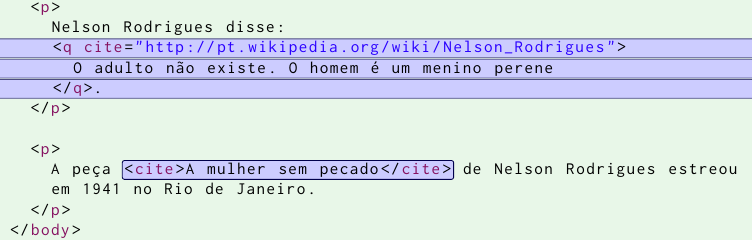 <p>
Nelson Rodrigues disse:
<q cite="http://pt.wikipedia.org/wiki/Nelson_Rodrigues">
O adulto não existe. O homem é um menino perene
</q>.
</p>
<p>
A peça <cite>A mulher sem pecado</cite> de Nelson Rodrigues estreou
em 1941 no Rio de Janeiro.
</p>
</body>